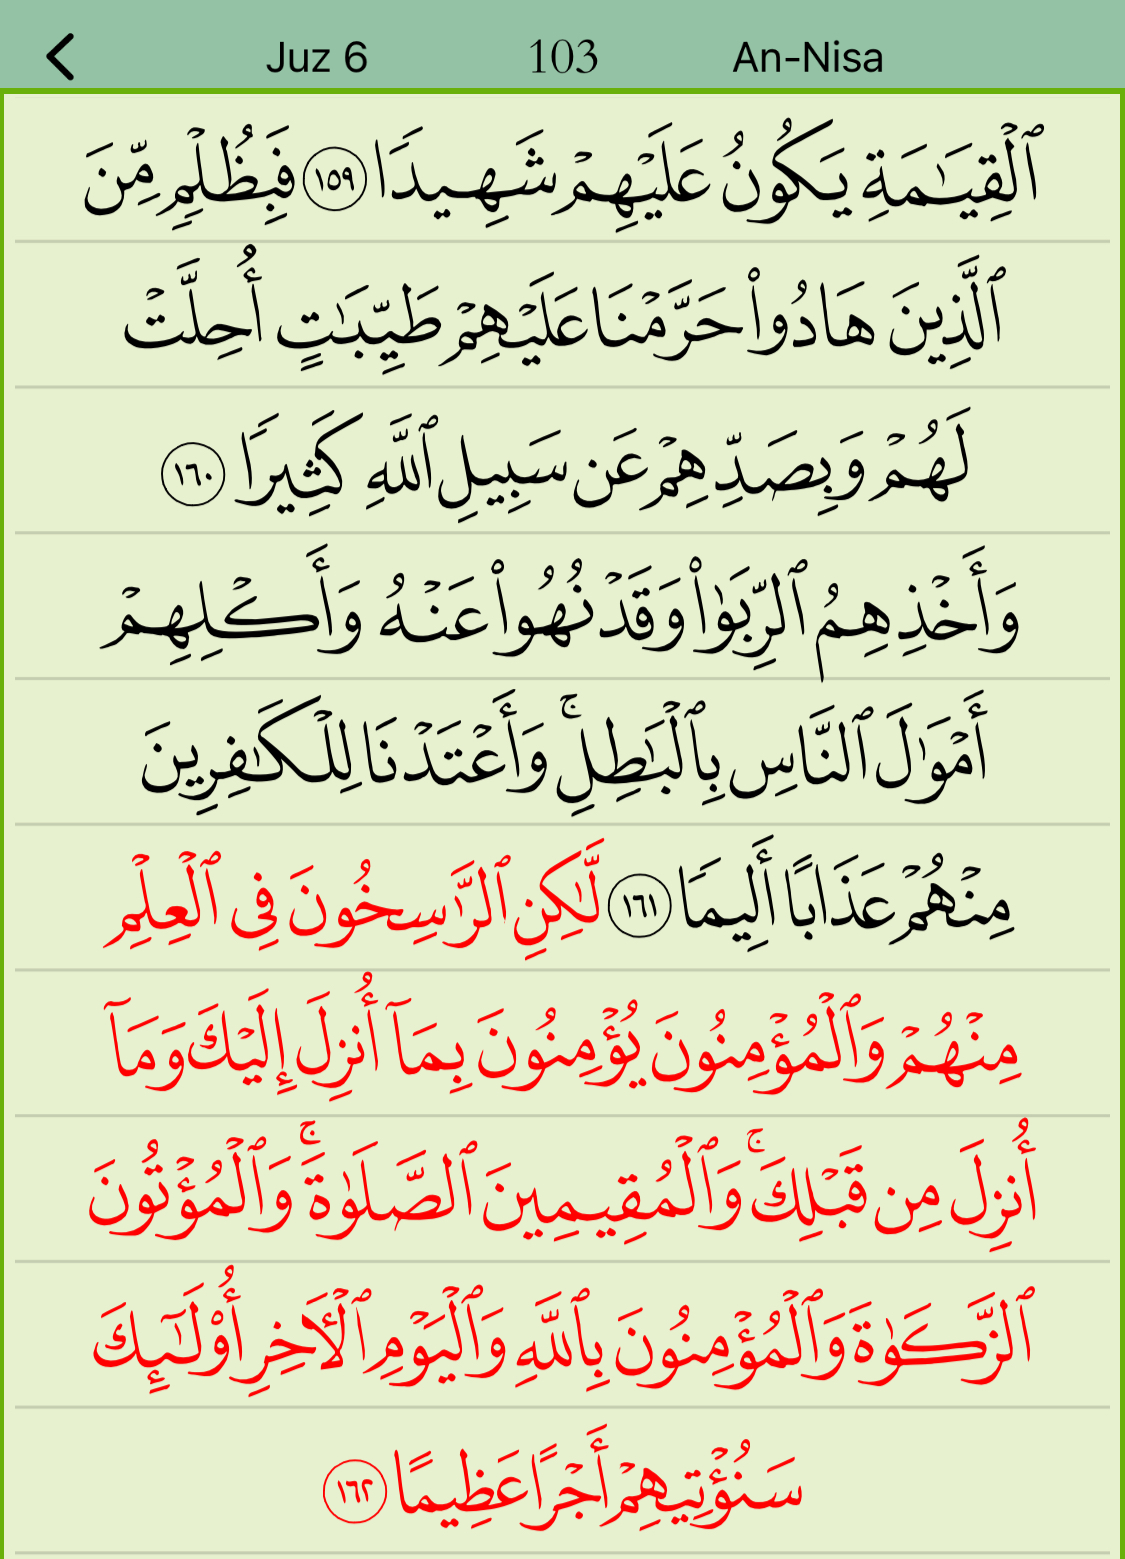 Juz 6 103 An-Nisa
ٱلْقِيَـٰمَةِ يَكُونُ عَلَيْهِمْ شَهِيدًا ١٥٩ فَبِظُلْمٍ مِّنَ
ٱلَّذِينَ هَادُوا۟ حَرَّمْنَا عَلَيْهِمْ طَيِّبَـٰتٍ أُحِلَّتْ
لَهُمْ وَبِصَدِّهِمْ عَن سَبِيلِ ٱللَّهِ كَثِيرًا ١٦٠
وَأَخْذِهِمُ ٱلرِّبَوٰا۟ وَقَدْ نُهُوا۟ عَنْهُ وَأَكْلِهِمْ
أَمْوَٰلَ ٱلنَّاسِ بِٱلْبَـٰطِلِ ۚ وَأَعْتَدْنَا لِلْكَـٰفِرِينَ
مِنْهُمْ عَذَابًا أَلِيمًا ١٦١ لَّـٰكِنِ ٱلرَّٰسِخُونَ فِى ٱلْعِلْمِ
مِنْهُمْ وَٱلْمُؤْمِنُونَ يُؤْمِنُونَ بِمَآ أُنزِلَ إِلَيْكَ وَمَآ
أُنزِلَ مِن قَبْلِكَ ۚ وَٱلْمُقِيمِينَ ٱلصَّلَوٰةَ ۚ وَٱلْمُؤْتُونَ
ٱلزَّكَوٰةَ وَٱلْمُؤْمِنُونَ بِٱللَّهِ وَٱلْيَوْمِ ٱلْـَٔاخِرِ أُو۟لَـٰٓئِكَ
سَنُؤْتِيهِمْ أَجْرًا عَظِيمًا ١٦٢